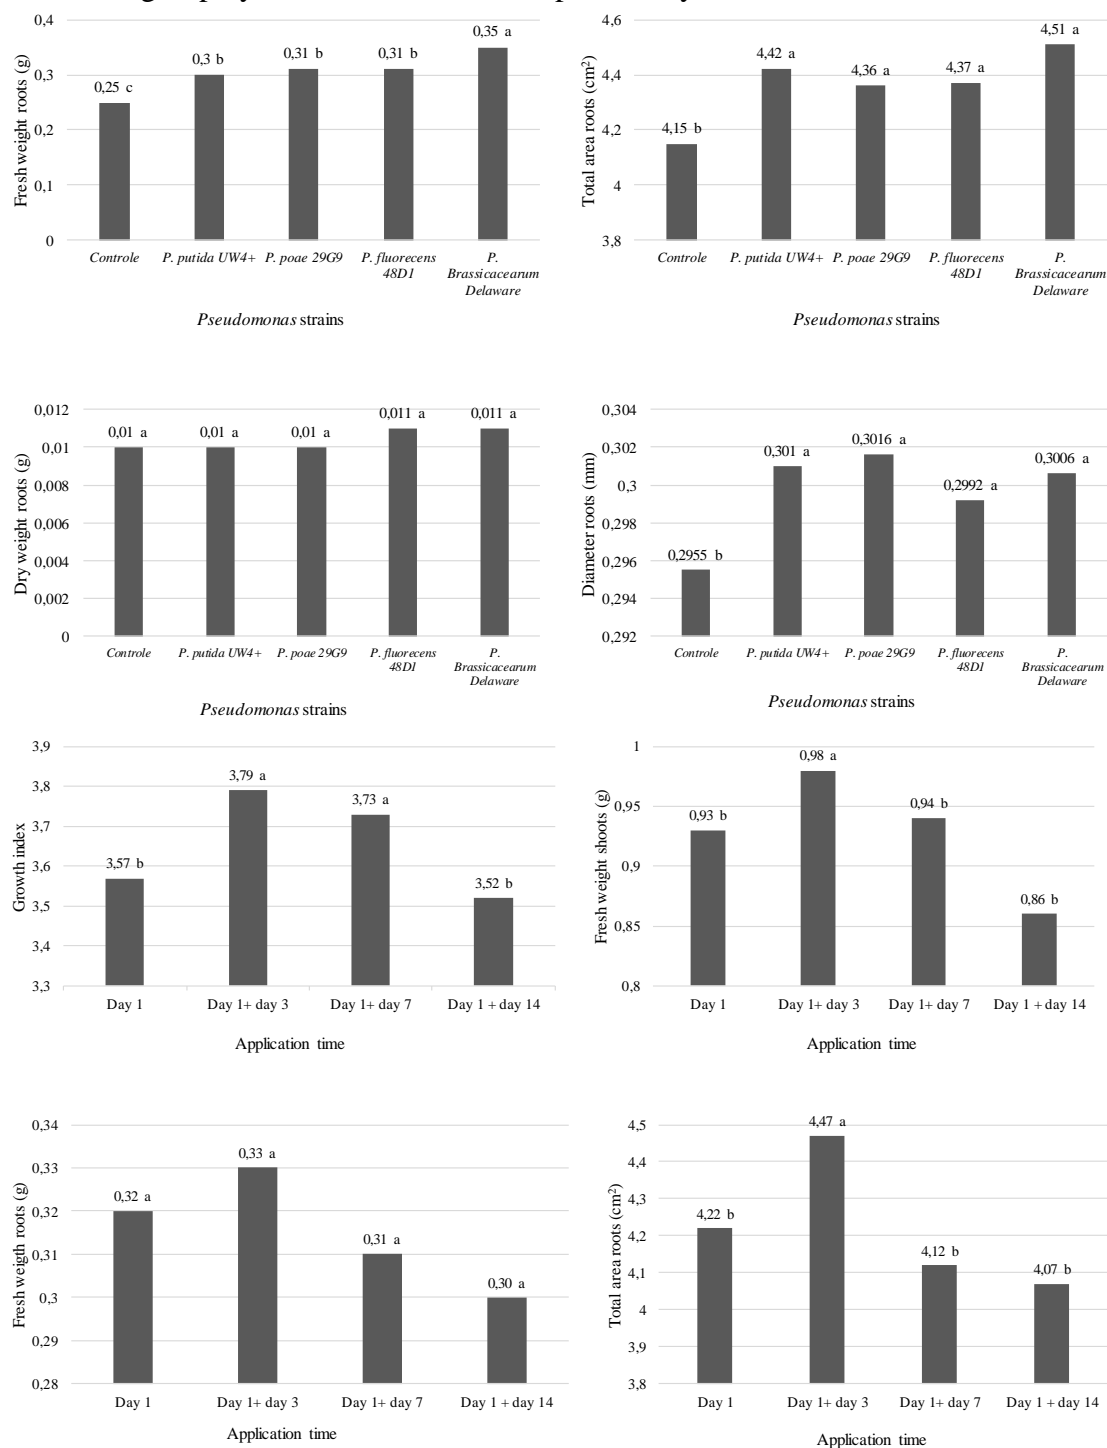 0,4
0,3
0,2
0,1
0
Fresh weight roots (g)
0,25 c
0,3 b
0,31 b
0,31 b
0,35 a
Controle
P. putida UW4+
P. poae 29G9
P. fluorecens
48D1
P.
Brassicacearum
Delaware
Pseudomonas strains
4,6
4,4
4,2
4
3,8
Total area roots (cm²)
4,15 b
4,42 a
4,36 a
4,37 a
4,51 a
Controle
P. putida UW4+
P. poae 29G9
P. fluorecens
48D1
P.
Brassicacearum
Delaware
Pseudomonas strains
0,012
0,01
0,008
0,006
0,004
0,002
0
Dry weight roots (g)
0,01 a
0,01 a
0,01 a
0,011 a
0,011 a
Controle
P. putida UW4+
P. poae 29G9
P. fluorecens
48D1
P.
Brassicacearum
Delaware
Pseudomonas strains
0,304
0,302
0,3
0,298
0,296
0,294
0,292
Diameter roots (mm)
0,2955 b
0,301 a
0,3016 a
0,2992 a
0,3006 a
Controle
P. putida UW4+
P. poae 29G9
P. fluorecens
48D1
P.
Brassicacearum
Delaware
Pseudomonas strains
3,9
3,8
3,7
3,6
3,5
3,4
3,3
Growth index
3,57 b
3,79 a
3,73 a
3,52 b
Day 1
Day 1+ day 3
Day 1+ day 7
Day 1 + day 14
Application time
1
0,95
0,9
0,85
0,8
Fresh weight shoots (g)
0,93 b
0,98 a
0,94 b
0,86 b
Day 1
Day 1+ day 3
Day 1+ day 7
Day 1 + day 14
Application time
0,34
0,33
0,32
0,31
0,3
0,29
0,28
Fresh weigth roots (g)
0,32 a
0,33 a
0,31 a
0,30 a
Day 1
Day 1+ day 3
Day 1+ day 7
Day 1 + day 14
Application time
4,5
4,4
4,3
4,2
4,1
4
3,9
3,8
Total area roots (cm²)
4,22 b
4,47 a
4,12 b
4,07 b
Day 1
Day 1+ day 3
Day 1+ day 7
Day 1 + day 14
Application time